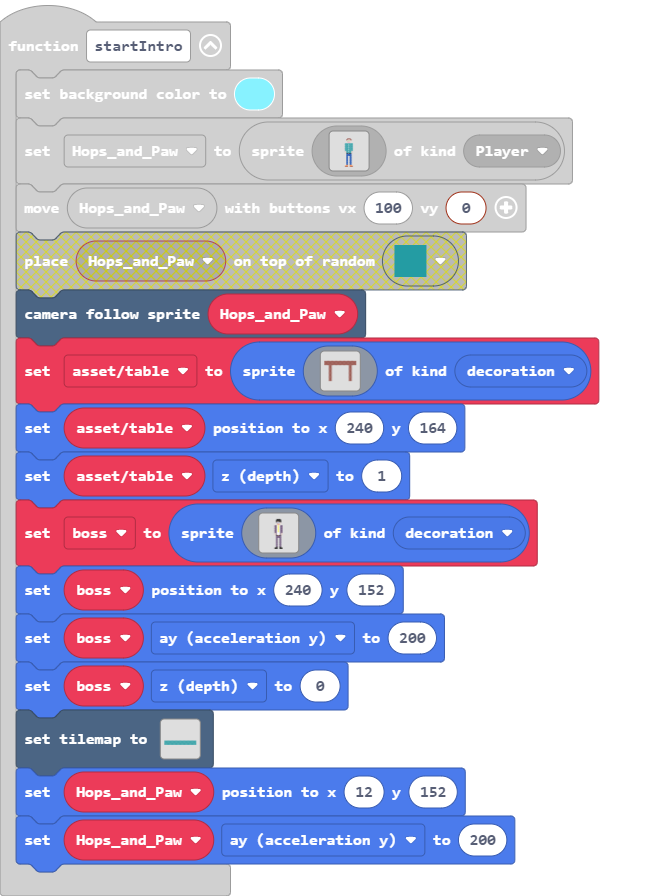 function startIntro
set background color to
set Hops_and_Paw to sprite of kind Player
move Hops_and_Paw with buttons vx 100 vy 0
place Hops_and_Paw on top of random
camera follow sprite Hops_and_Paw
set asset/table to sprite of kind decoration
set asset/table position to x 240 y 164
set asset/table z (depth) to 1
set boss to sprite of kind decoration
set boss position to x 240 y 152
set boss ay (acceleration y) to 200
set boss z (depth) to 0
set tilemap to
set Hops_and_Paw position to x 12 y 152
set Hops_and_Paw ay (acceleration y) to 200